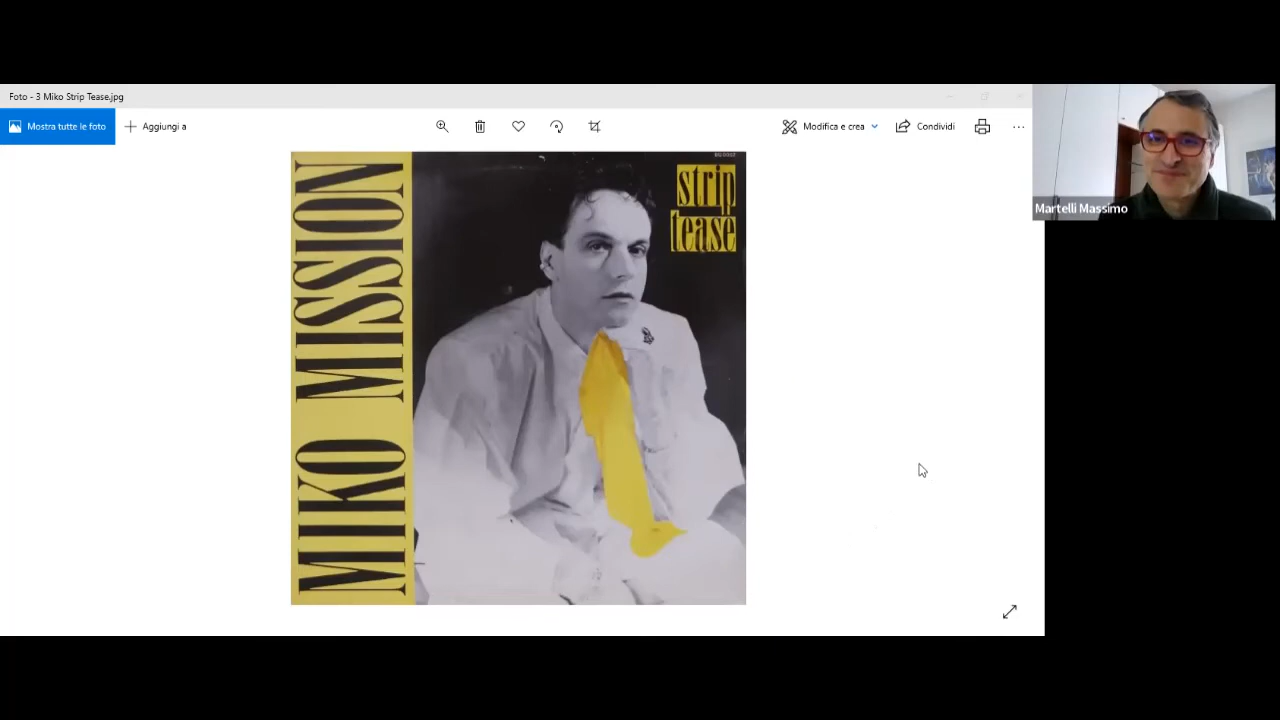 Foto - 3 Miko Strip Tease.jpg
Mostra tutte le foto
Aggiungi a
Modifica e crea
Condividi
Martelli Massimo
MIKO MISSION
strip
tease